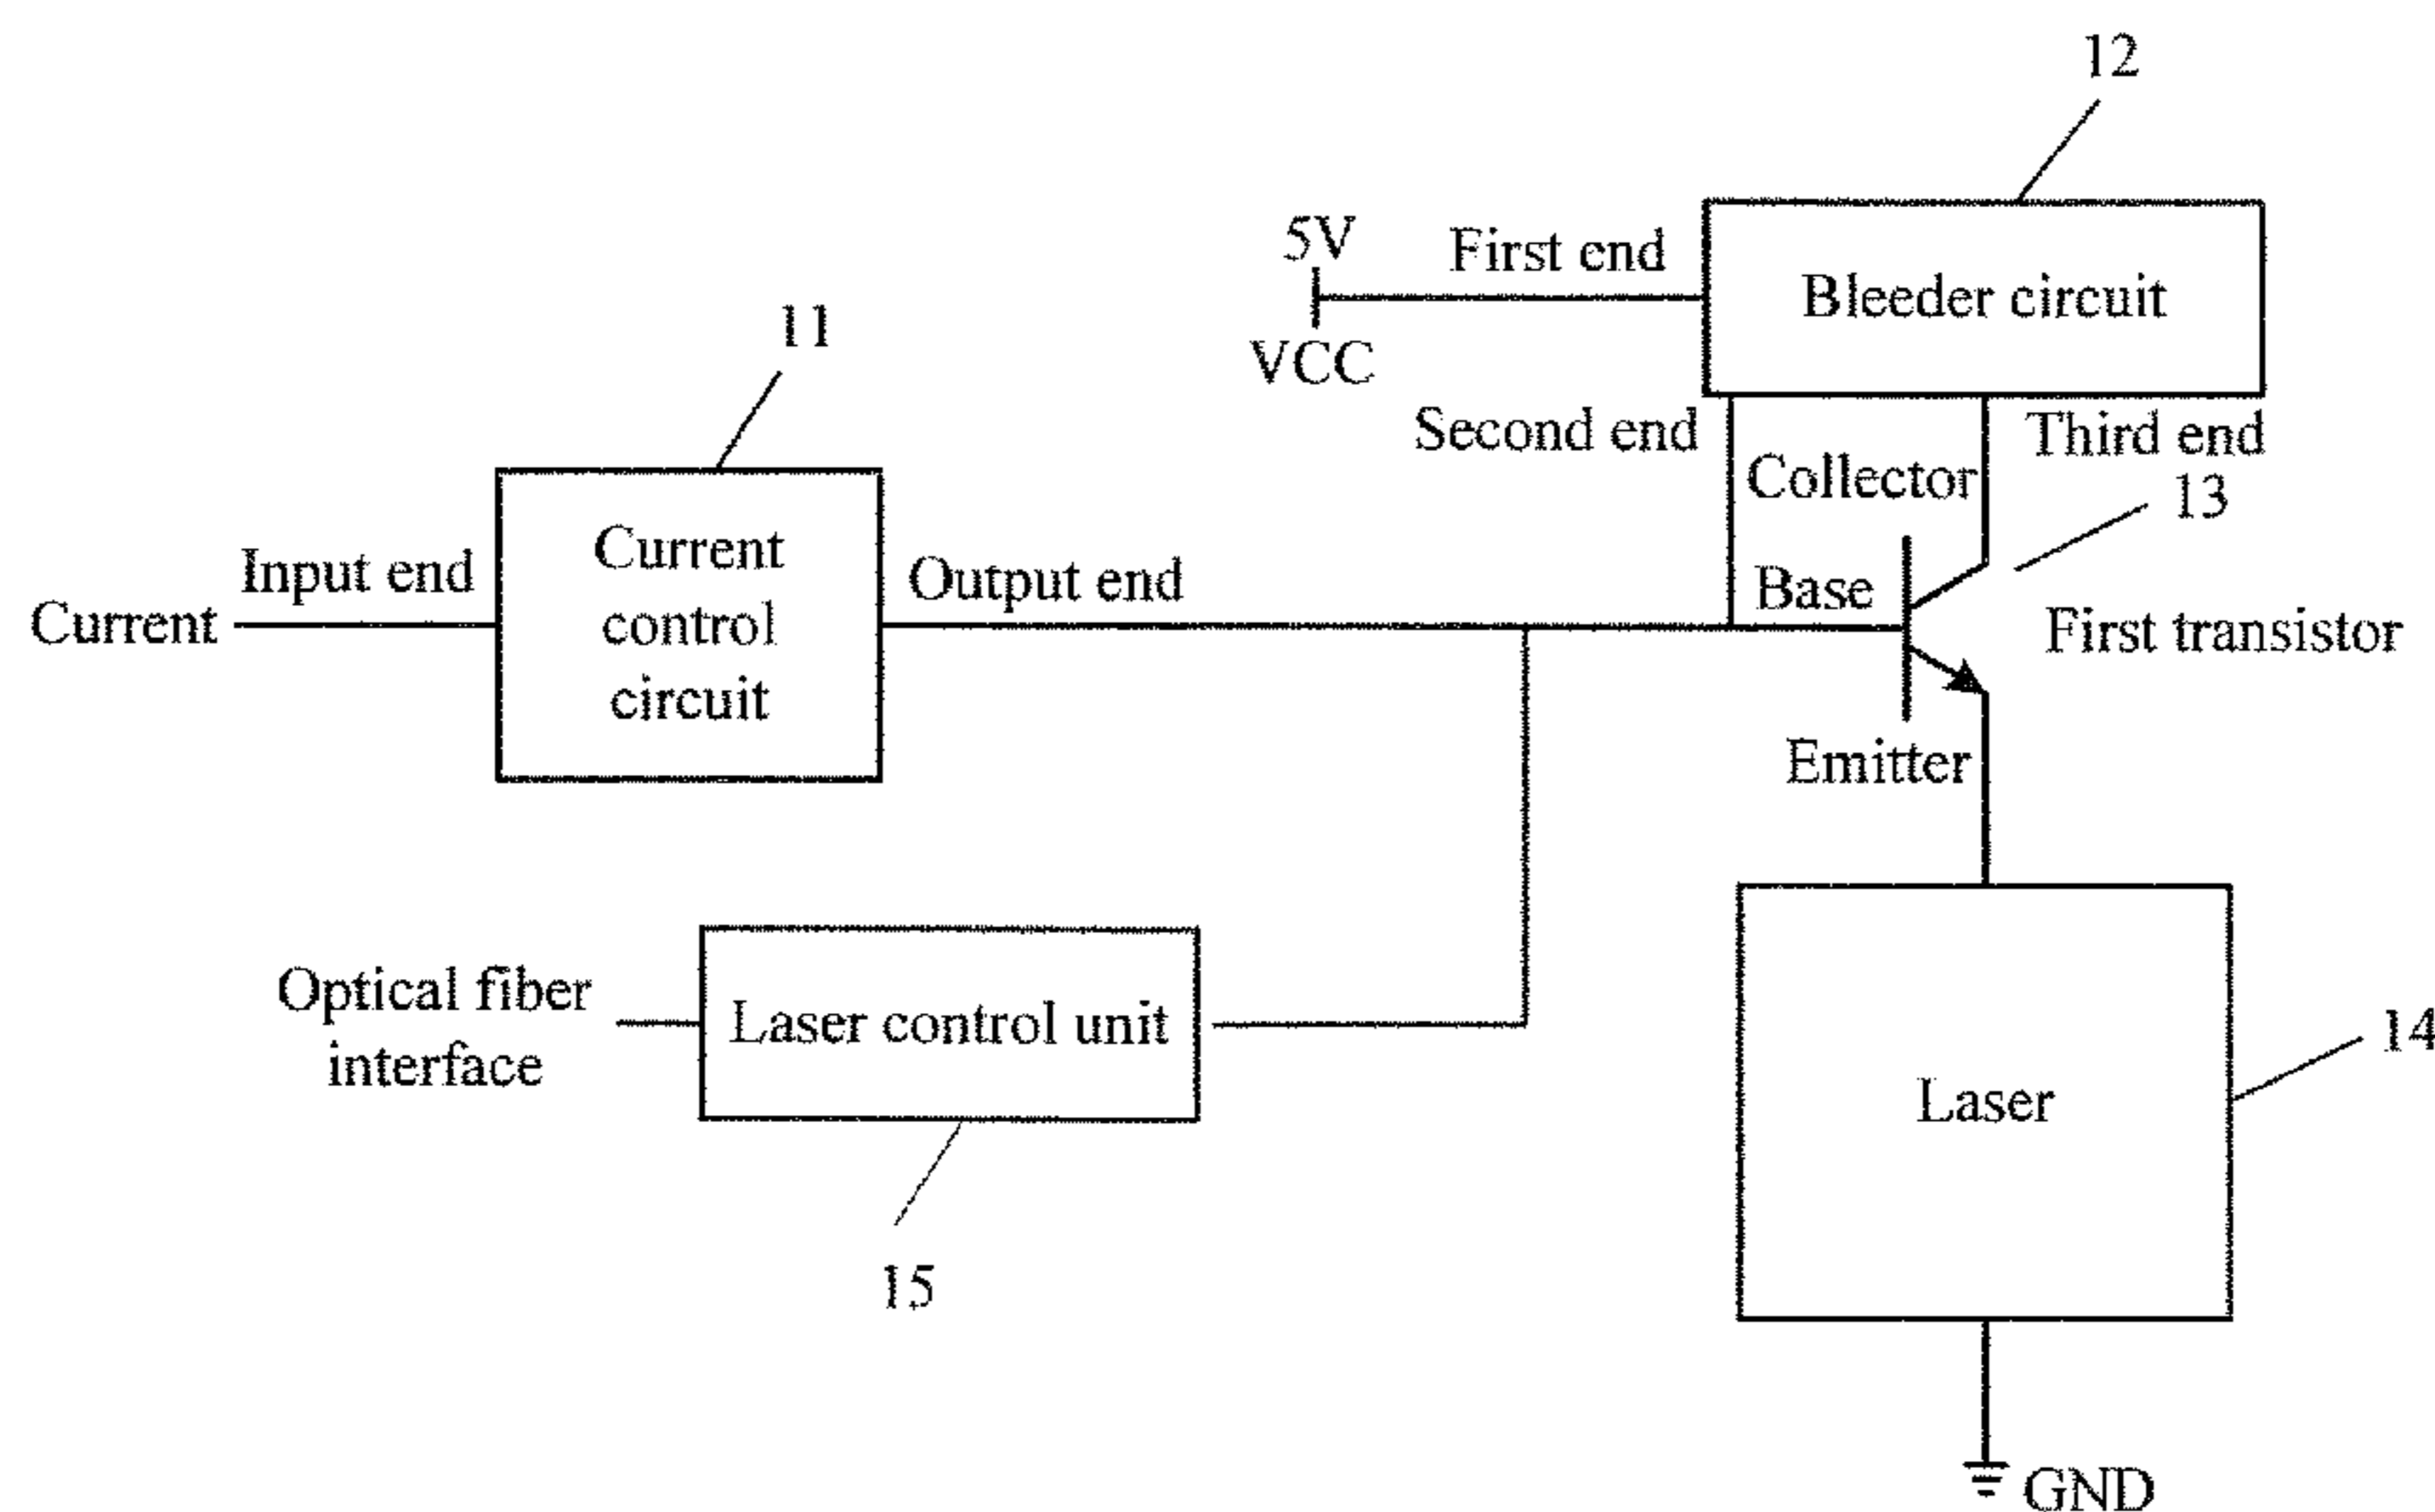 12
5V
First end
Bleeder circuit
VCC
11
Second end
Third end
Collector
13
Current
control
circuit
Input end
Output end
Current
Base
First transistor
Emitter
Optical fiber
interface
Laser control unit
14
Laser
15
GND